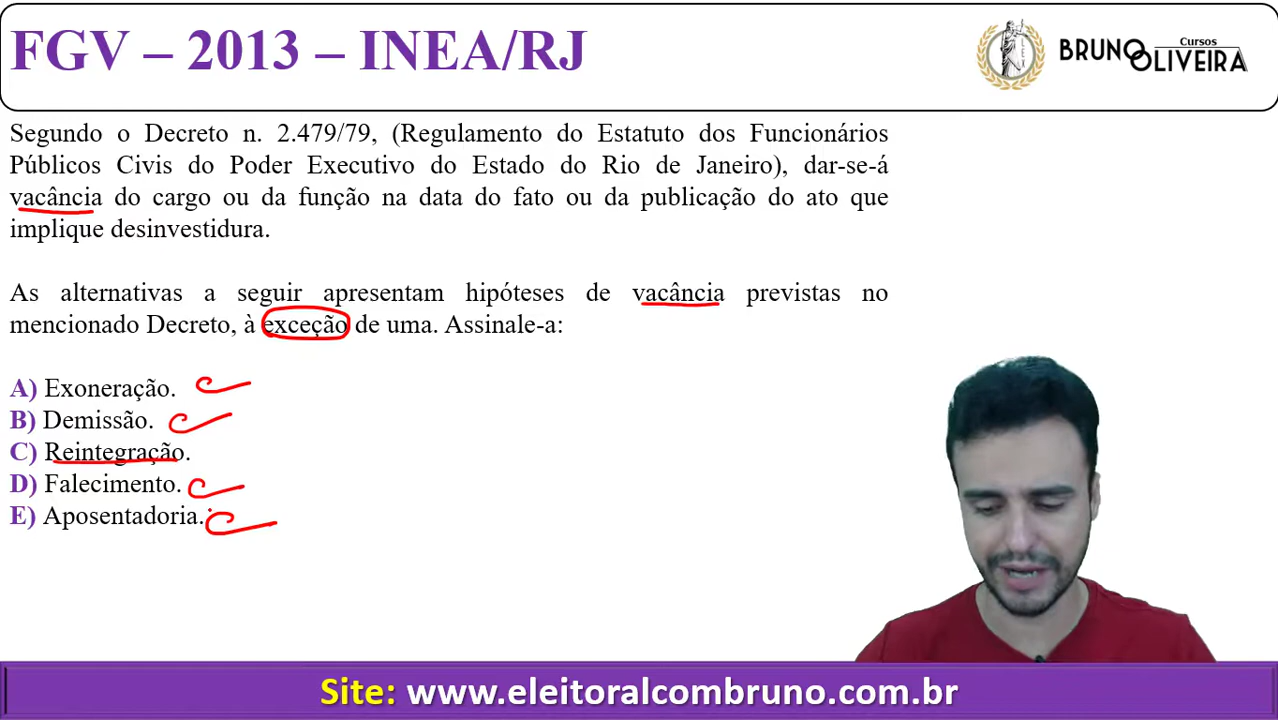 FGV – 2013 – INEA/RJ
Cursos
BRUNO
OLIVEIRA
Segundo o Decreto n. 2.479/79, (Regulamento do Estatuto dos Funcionários
Públicos Civis do Poder Executivo do Estado do Rio de Janeiro), dar-se-á
vacância do cargo ou da função na data do fato ou da publicação do ato que
implique desinvestidura.
As alternativas a seguir apresentam hipóteses de vacância previstas no
mencionado Decreto, à exceção de uma. Assinale-a:
A) Exoneração.
B) Demissão.
C) Reintegração.
D) Falecimento.
E) Aposentadoria.
Site: www.eleitoralcombruno.com.br